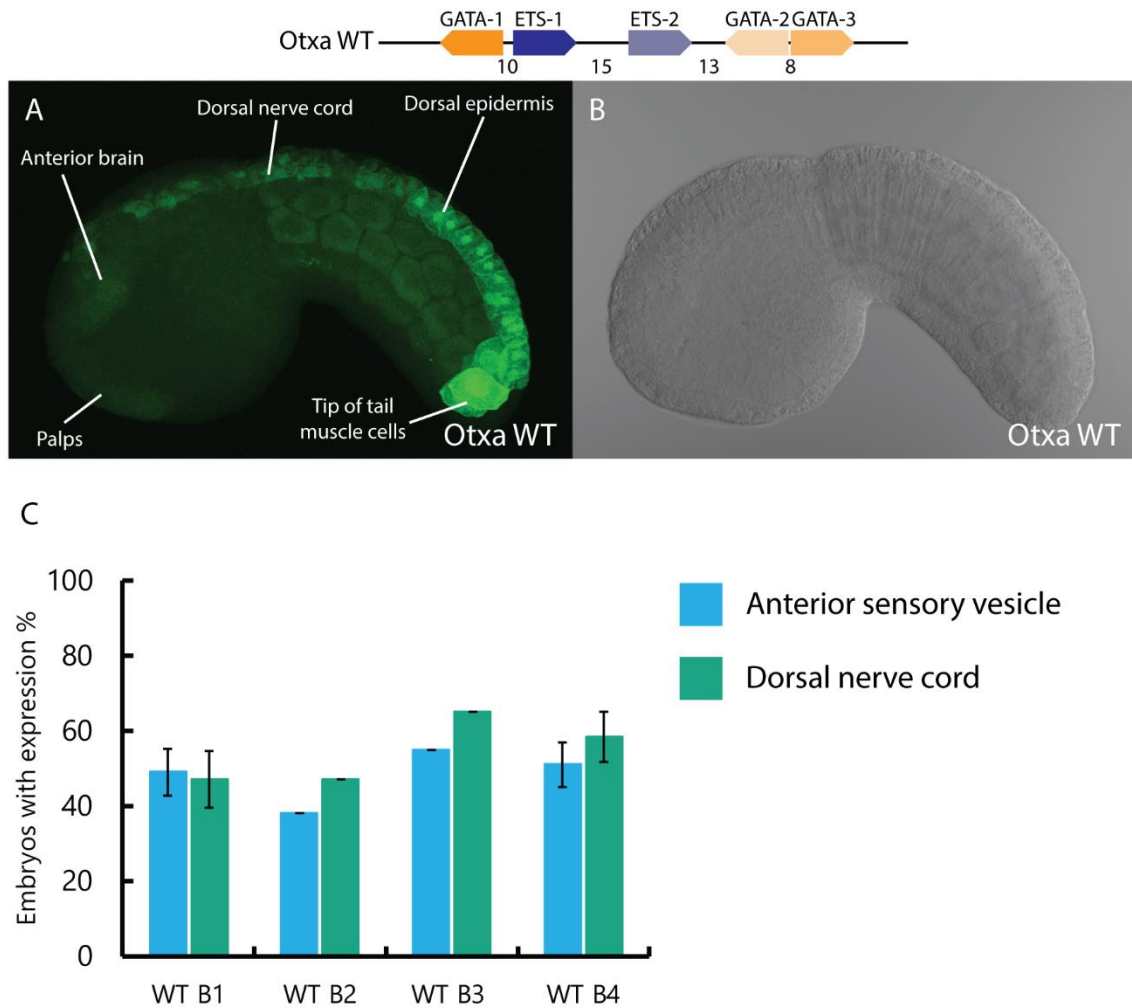 GATA-1 ETS-1 ETS-2 GATA-2 GATA-3
Otxa WT
10 15 13 8
A
Dorsal nerve cord
Dorsal epidermis
Anterior brain
Palps
Tip of tail
muscle cells
Otxa WT
B
Otxa WT
C
Embryos with expression %
100
80
60
40
20
0
WT B1 WT B2 WT B3 WT B4
Anterior sensory vesicle
Dorsal nerve cord